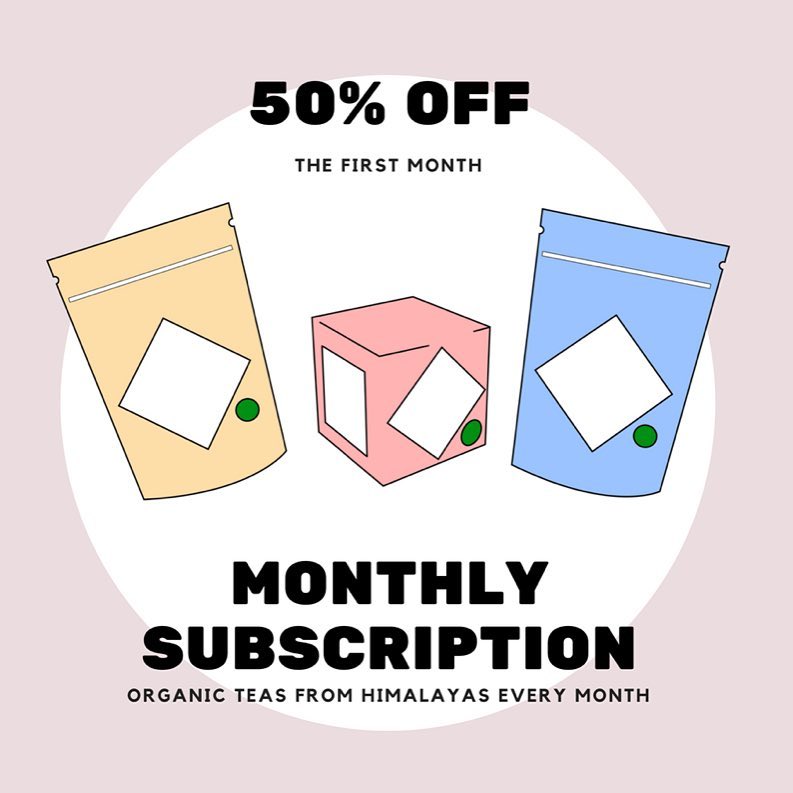 50% OFF
THE FIRST MONTH
MONTHLY
SUBSCRIPTION
ORGANIC TEAS FROM HIMALAYAS EVERY MONTH